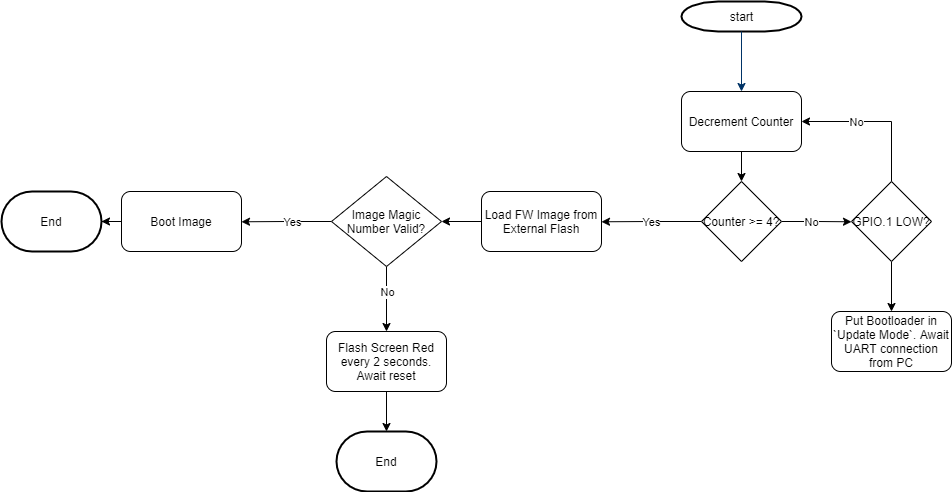 start
Decrement Counter
No
End
Boot Image
Yes
Image Magic
Number Valid?
Load FW Image from
External Flash
Yes
Counter >= 4?
No
GPIO.1 LOW?
No
Put Bootloader in
`Update Mode`. Await
UART connection
from PC
Flash Screen Red
every 2 seconds.
Await reset
End